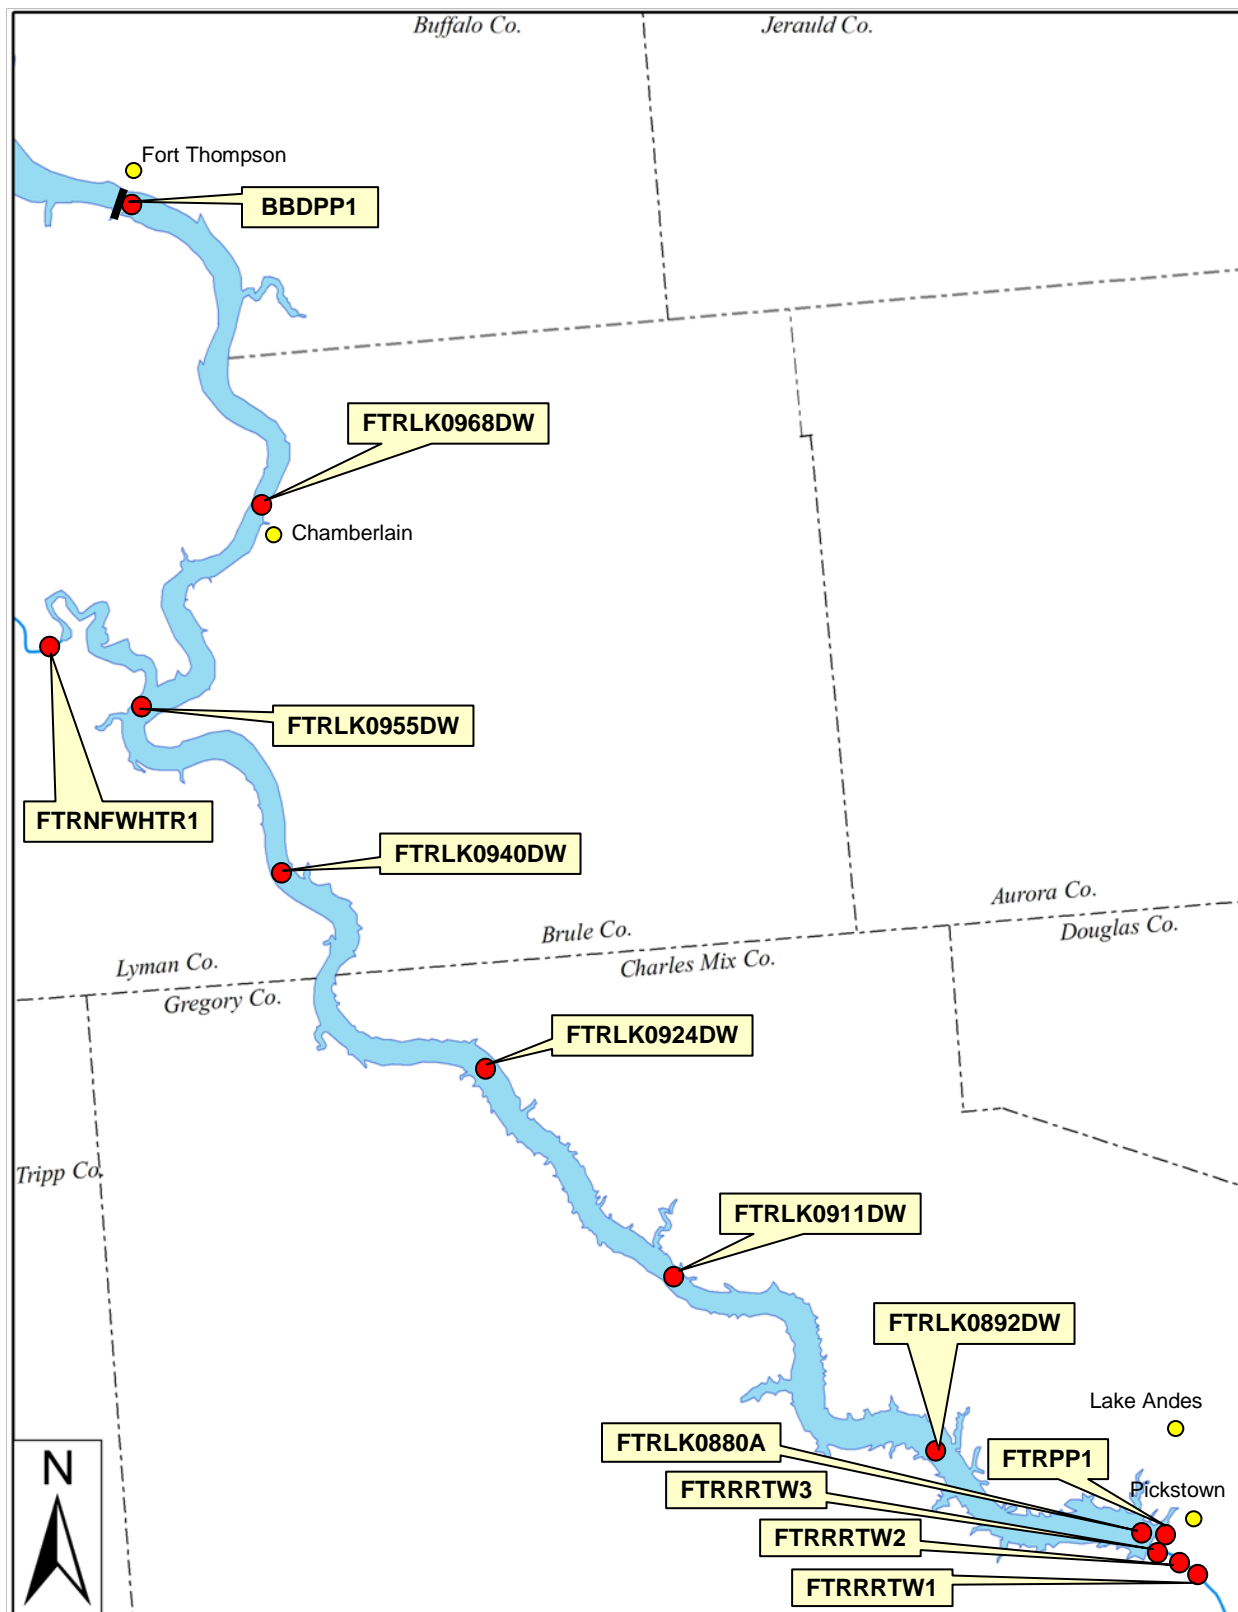 Buffalo Co.
Jerauld Co.
Fort Thompson
BBDPP1
FTRLK0968DW
Chamberlain
FTRLK0955DW
FTRNFWHTR1
FTRLK0940DW
Aurora Co.
Brule Co.
Douglas Co.
Lyman Co.
Charles Mix Co.
Gregory Co.
FTRLK0924DW
Tripp Co.
FTRLK0911DW
FTRLK0892DW
Lake Andes
FTRLK0880A
FTRPP1
N
FTRRRTW3
Pickstown
FTRRRTW2
FTRRRTW1